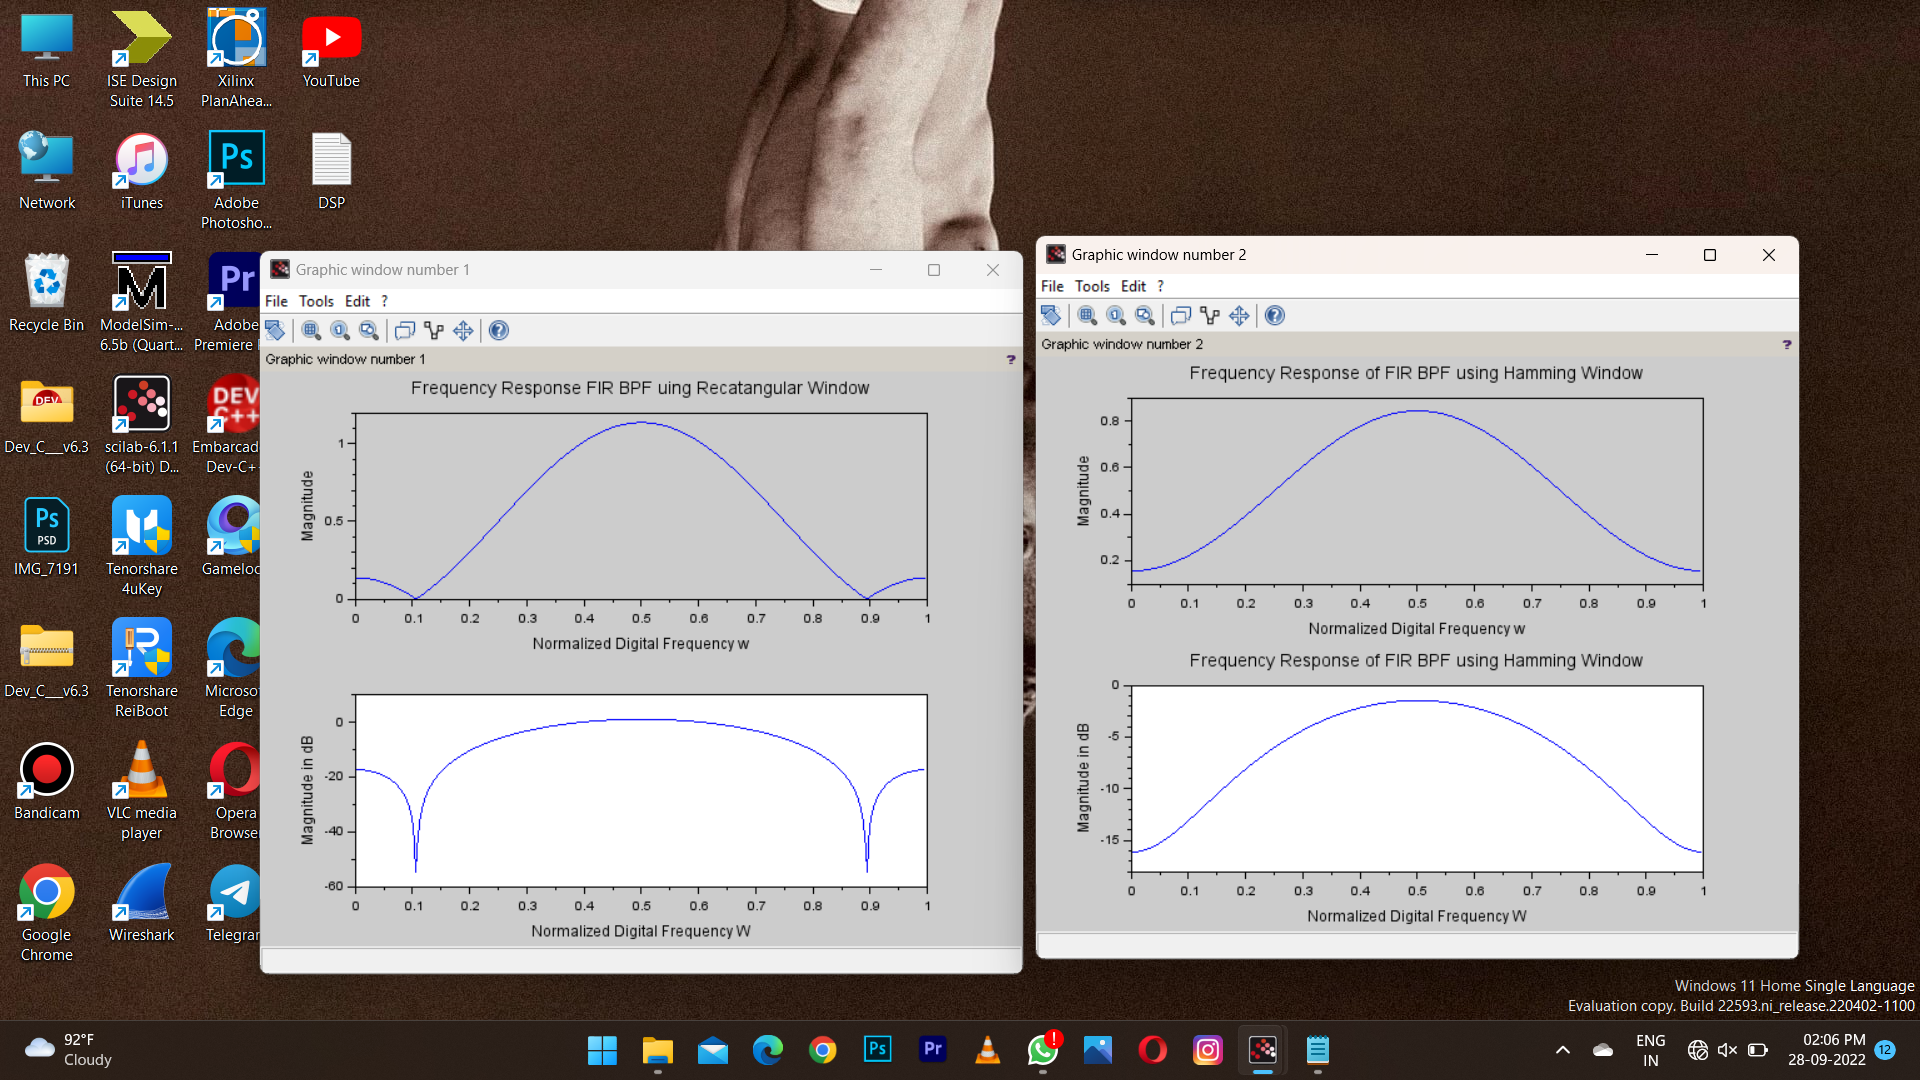 This PC
ISE Design
Suite 14.5
Xilinx
PlanAhea...
YouTube
Network
iTunes
Ps
Adobe
Photosho...
DSP
Recycle Bin
ModelSim-...
6.5b (Quart...
Pr
Adobe
Premiere
DEV
Dev_C___v6.3
scilab-6.1.1
(64-bit) D...
DEV
C++
Embarcad
Dev-C+
Ps
PSD
IMG_7191
Tenorshare
4uKey
Gameloo
Dev_C___v6.3
Tenorshare
ReiBoot
Microso
Edge
Bandicam
VLC media
player
Opera
Browser
Google
Chrome
Wireshark
Telegra
Graphic window number 1
File Tools Edit ?
Graphic window number 1
?
Frequency Response FIR BPF uing Recatangular Window
Magnitude
1
0.5
0
0 0.1 0.2 0.3 0.4 0.5 0.6 0.7 0.8 0.9 1
Normalized Digital Frequency w
Magnitude in dB
0
-20
-40
-60
0 0.1 0.2 0.3 0.4 0.5 0.6 0.7 0.8 0.9 1
Normalized Digital Frequency W
Graphic window number 2
File Tools Edit ?
Graphic window number 2
?
Frequency Response of FIR BPF using Hamming Window
Magnitude
0.8
0.6
0.4
0.2
0 0.1 0.2 0.3 0.4 0.5 0.6 0.7 0.8 0.9 1
Normalized Digital Frequency w
Frequency Response of FIR BPF using Hamming Window
Magnitude in dB
0
-5
-10
-15
0 0.1 0.2 0.3 0.4 0.5 0.6 0.7 0.8 0.9 1
Normalized Digital Frequency W
Windows 11 Home Single Language
Evaluation copy. Build 22593.ni_release.220402-1100
92°F
Cloudy
Ps
Pr
!
ENG
IN
02:06 PM
28-09-2022
12